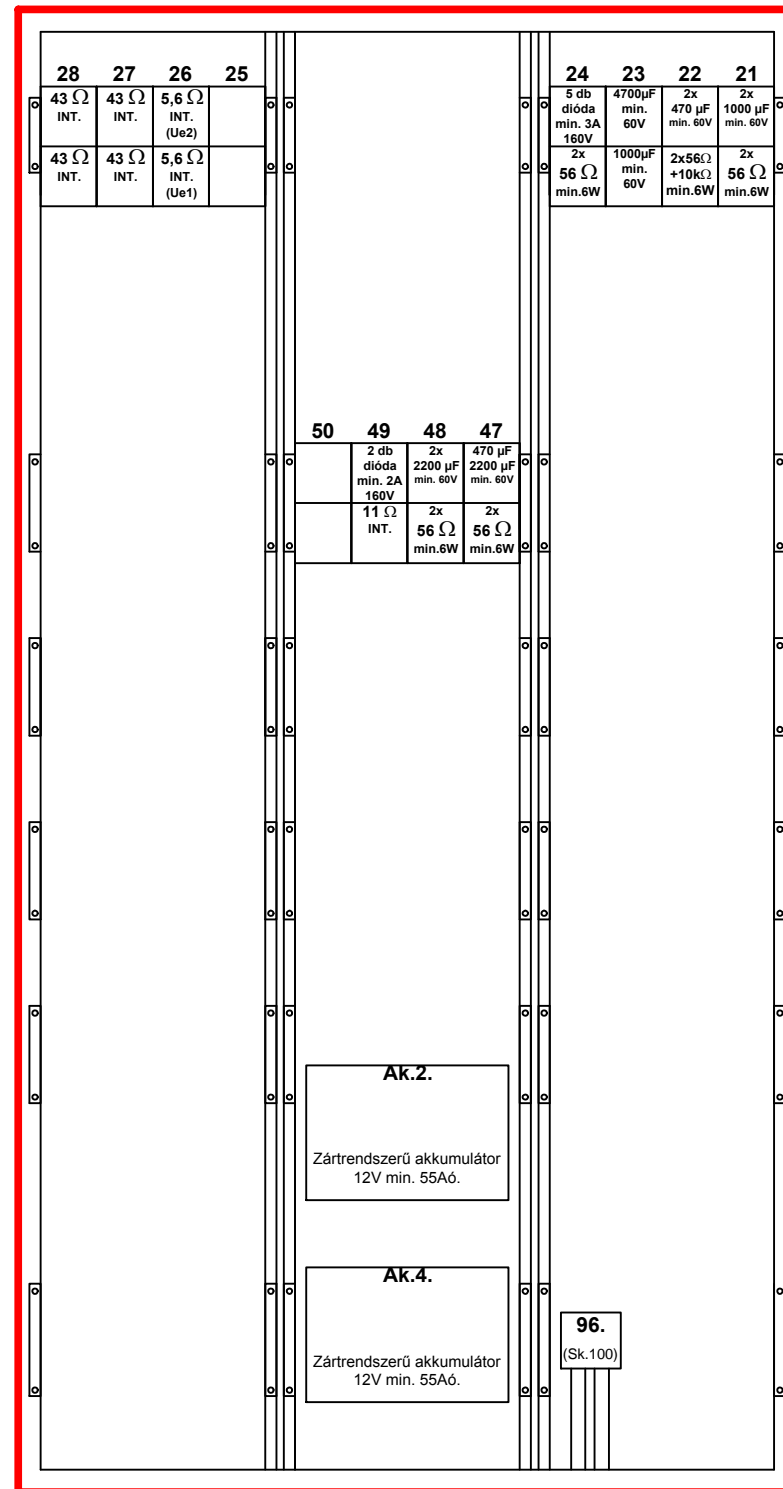 28 27 26 25
43 Ω 43 Ω 5,6 Ω
INT. INT. INT.
(Ue2)
43 Ω 43 Ω 5,6 Ω
INT. INT. INT.
(Ue1)
24 23 22 21
5 db 4700µF 2x 2x
dióda min. 470 µF 1000 µF
min. 3A 60V min. 60V min. 60V
160V
2x 1000µF 2x56Ω 2x
56 Ω min. +10kΩ 56 Ω
min.6W 60V min.6W min.6W
50 49 48 47
2 db 2x 470 µF
dióda 2200 µF 2200 µF
min. 2A min. 60V min. 60V
160V
11 Ω 2x 2x
INT. 56 Ω 56 Ω
min.6W min.6W
Ak.2.
Zártrendszerű akkumulátor
12V min. 55Aó.
Ak.4.
Zártrendszerű akkumulátor
12V min. 55Aó.
96.
(Sk.100)